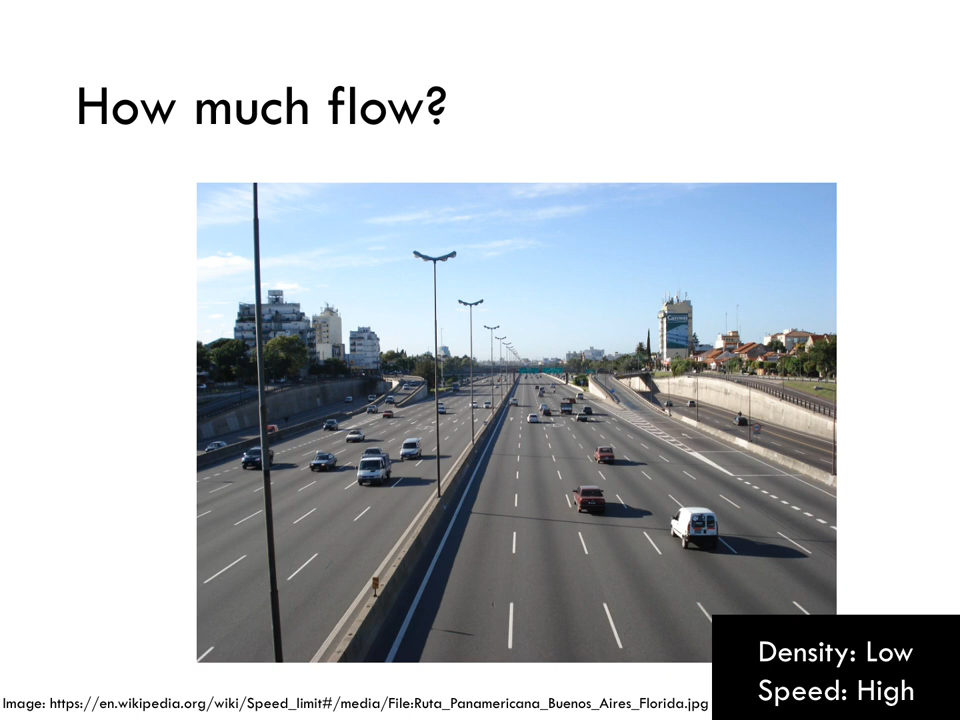 How much flow?
Density: Low
Speed: High
Image: https://en.wikipedia.org/wiki/Speed_limit#/media/File:Ruta_Panamericana_Buenos_Aires_Florida.jpg